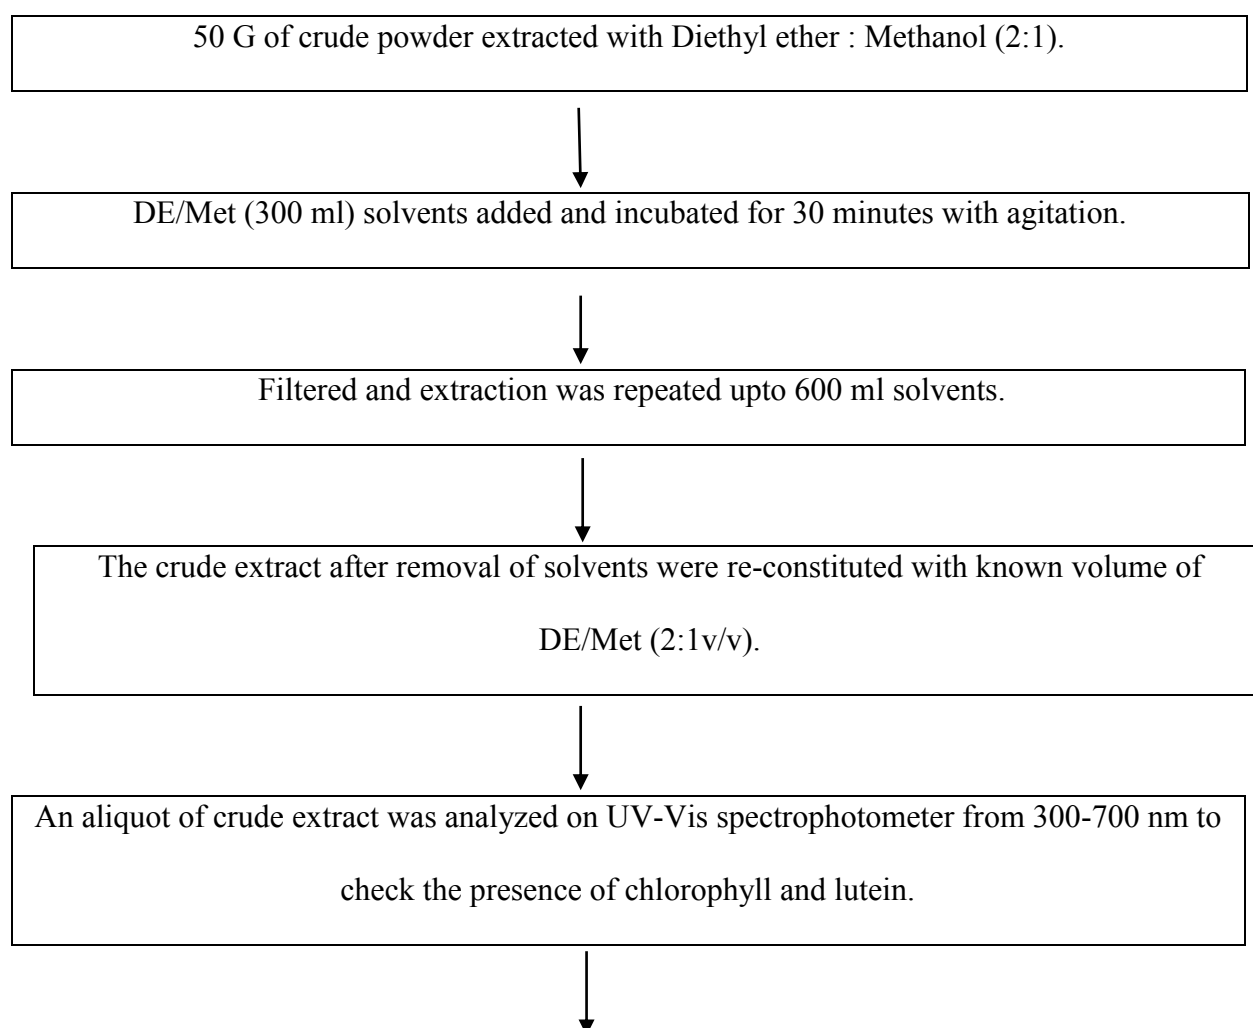 50 G of crude powder extracted with Diethyl ether : Methanol (2:1).
DE/Met (300 ml) solvents added and incubated for 30 minutes with agitation.
Filtered and extraction was repeated upto 600 ml solvents.
The crude extract after removal of solvents were re-constituted with known volume of
DE/Met (2:1v/v).
An aliquot of crude extract was analyzed on UV-Vis spectrophotometer from 300-700 nm to
check the presence of chlorophyll and lutein.